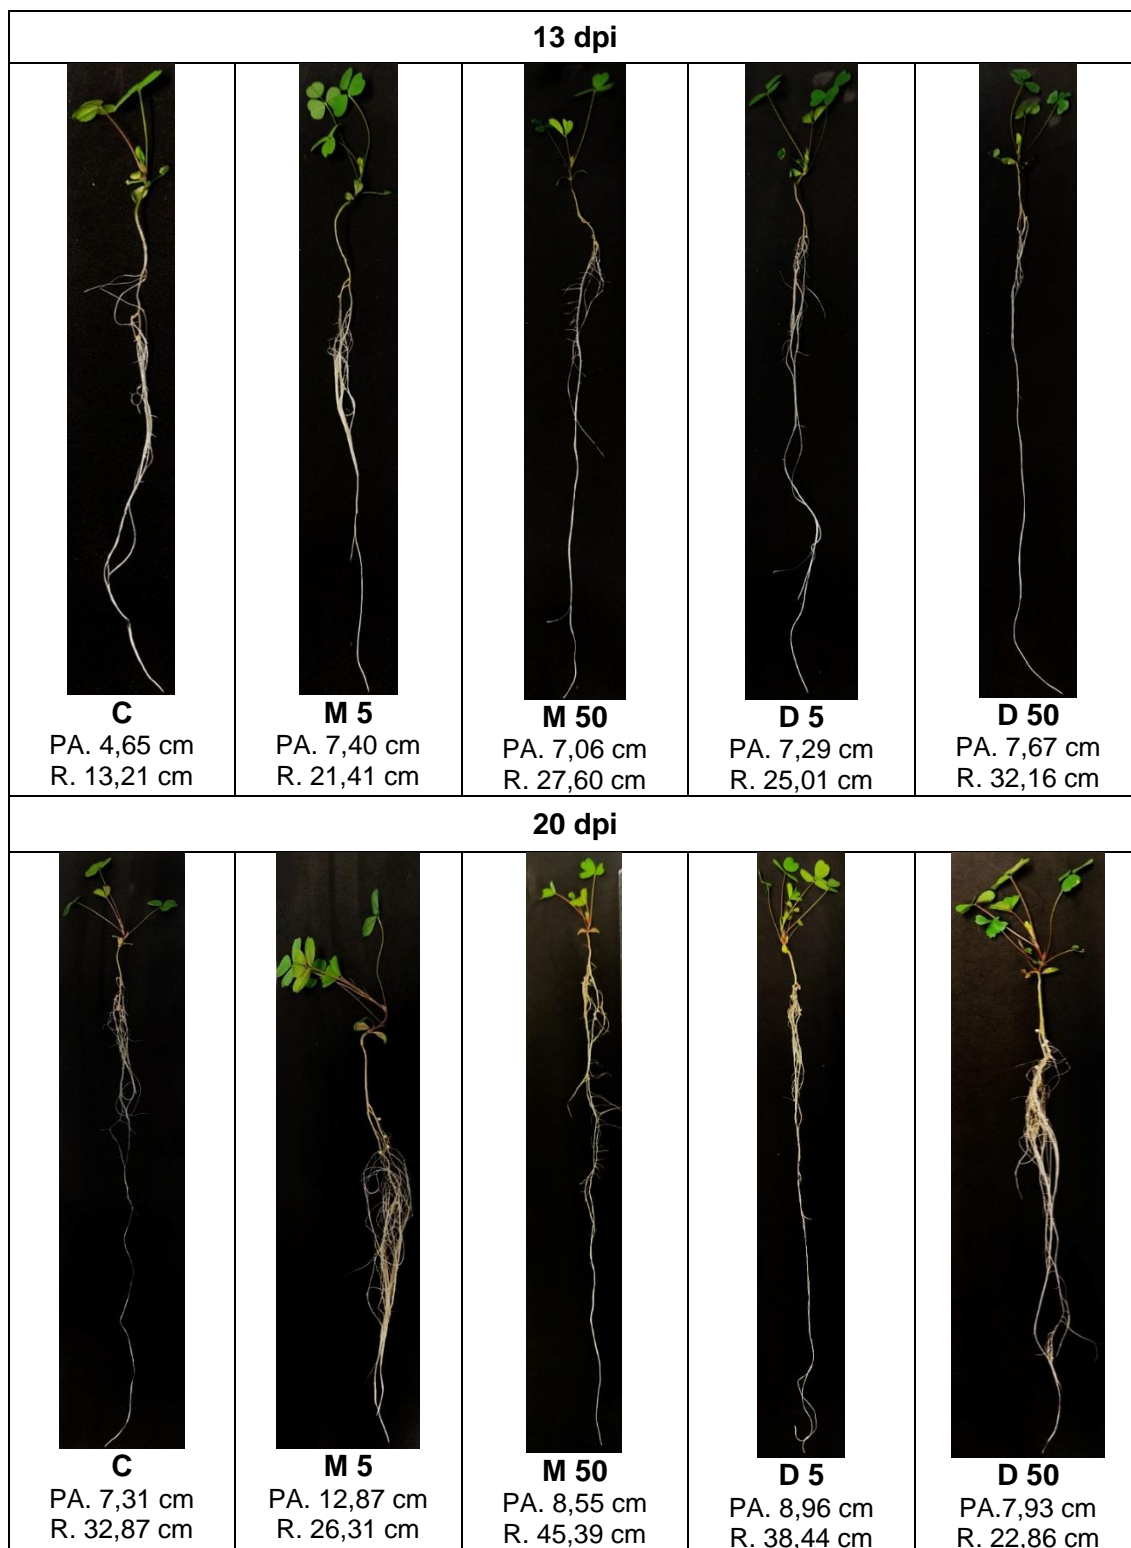 13 dpi
C
PA. 4,65 cm
R. 13,21 cm
M 5
PA. 7,40 cm
R. 21,41 cm
M 50
PA. 7,06 cm
R. 27,60 cm
D 5
PA. 7,29 cm
R. 25,01 cm
D 50
PA. 7,67 cm
R. 32,16 cm
20 dpi
C
PA. 7,31 cm
R. 32,87 cm
M 5
PA. 12,87 cm
R. 26,31 cm
M 50
PA. 8,55 cm
R. 45,39 cm
D 5
PA. 8,96 cm
R. 38,44 cm
D 50
PA.7,93 cm
R. 22,86 cm